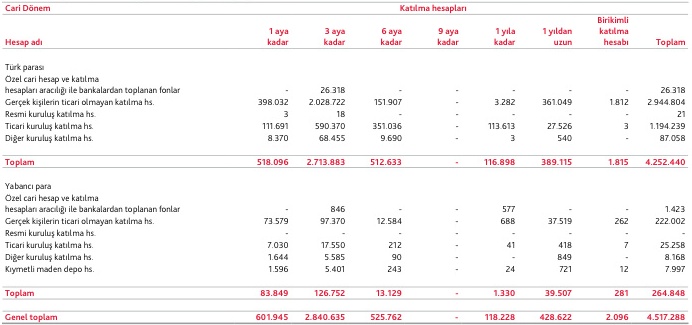 Cari Dönem Katılma hesapları
Birikimli
1 aya 3 aya 6 aya 9 aya 1 yıla 1 yıldan katılma
Hesap adı kadar kadar kadar kadar kadar uzun hesabı Toplam
Türk parası
Özel cari hesap ve katılma
hesapları aracılığı ile bankalardan toplanan fonlar - 26.318 - - - - - 26.318
Gerçek kişilerin ticari olmayan katılma hs. 398.032 2.028.722 151.907 - 3.282 361.049 1.812 2.944.804
Resmi kuruluş katılma hs. 3 18 - - - - - 21
Ticari kuruluş katılma hs. 111.691 590.370 351.036 - 113.613 27.526 3 1.194.239
Diğer kuruluş katılma hs. 8.370 68.455 9.690 - 3 540 - 87.058
Toplam 518.096 2.713.883 512.633 - 116.898 389.115 1.815 4.252.440
Yabancı para
Özel cari hesap ve katılma
hesapları aracılığı ile bankalardan toplanan fonlar - 846 - - 577 - - 1.423
Gerçek kişilerin ticari olmayan katılma hs. 73.579 97.370 12.584 - 688 37.519 262 222.002
Resmi kuruluş katılma hs. - - - - - - - -
Ticari kuruluş katılma hs. 7.030 17.550 212 - 41 418 7 25.258
Diğer kuruluş katılma hs. 1.644 5.585 90 - - 849 - 8.168
Kıymetli maden depo hs. 1.596 5.401 243 - 24 721 12 7.997
Toplam 83.849 126.752 13.129 - 1.330 39.507 281 264.848
Genel toplam 601.945 2.840.635 525.762 - 118.228 428.622 2.096 4.517.288